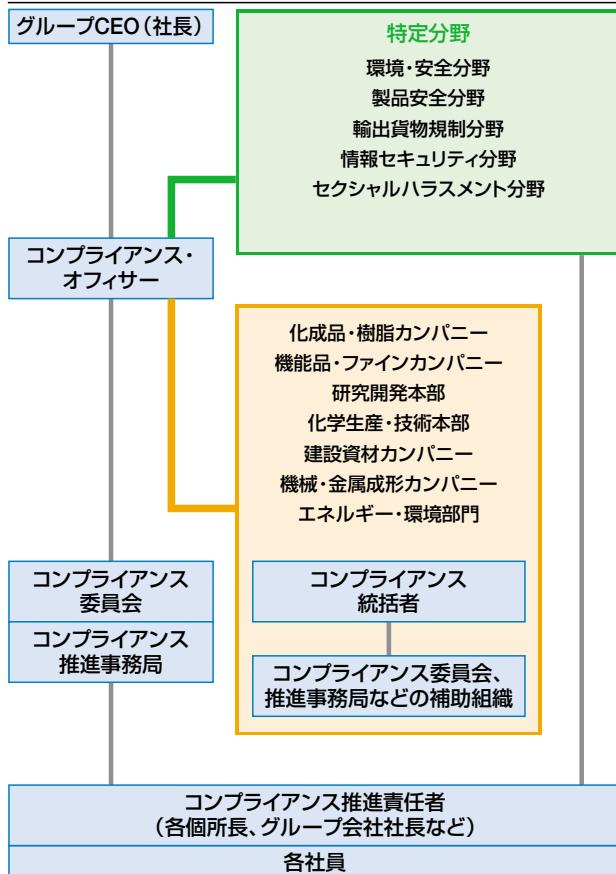 グループCEO（社長）
特定分野
環境・安全分野
製品安全分野
輸出貨物規制分野
情報セキュリティ分野
セクシャルハラスメント分野
コンプライアンス・
オフィサー
化成品・樹脂カンパニー
機能品・ファインカンパニー
研究開発本部
化学生産・技術本部
建設資材カンパニー
機械・金属成形カンパニー
エネルギー・環境部門
コンプライアンス
委員会
コンプライアンス
推進事務局
コンプライアンス
統括者
コンプライアンス委員会、
推進事務局などの補助組織
コンプライアンス推進責任者
（各個所長、グループ会社社長など）
各社員